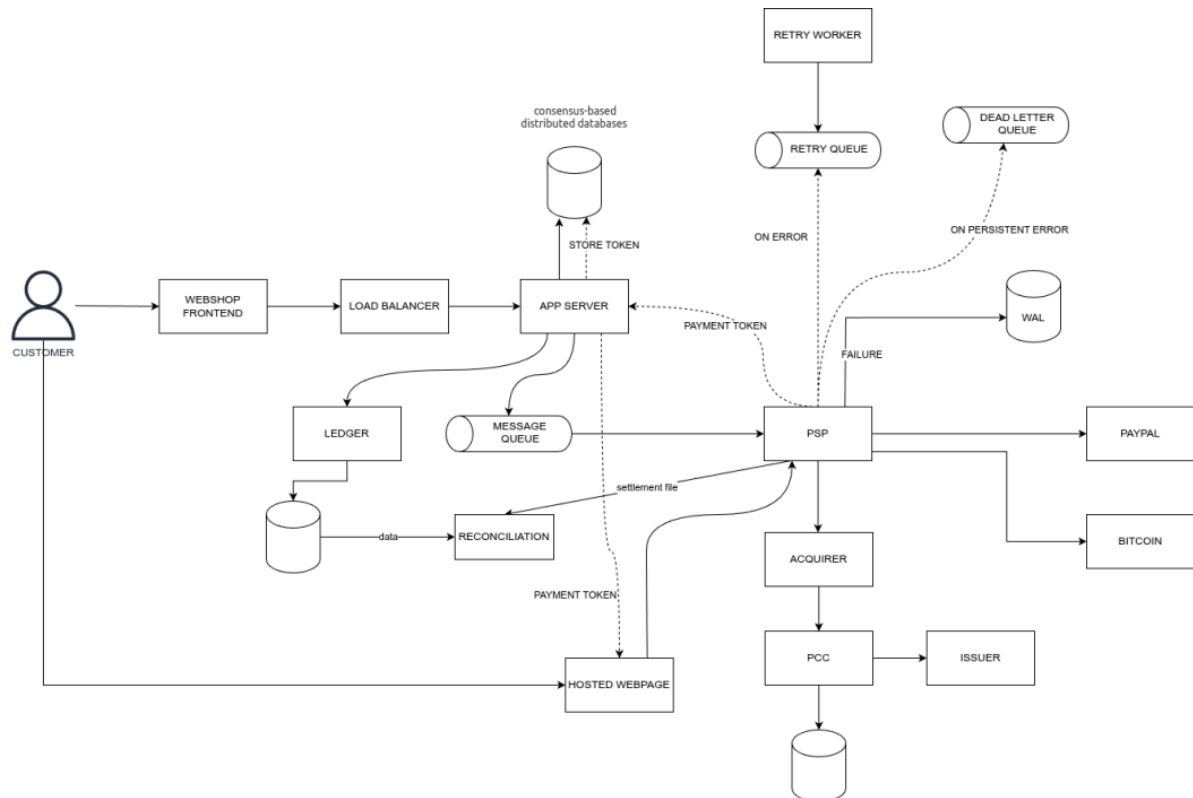 RETRY WORKER
consensus-based
distributed databases
DEAD LETTER
QUEUE
RETRY QUEUE
ON ERROR
ON PERSISTENT ERROR
STORE TOKEN
WEBSHOP
FRONTEND
LOAD BALANCER
APP SERVER
PAYMENT TOKEN
WAL
CUSTOMER
FAILURE
LEDGER
MESSAGE
QUEUE
PSP
PAYPAL
settlement file
data
RECONCILIATION
BITCOIN
ACQUIRER
PAYMENT TOKEN
PCC
ISSUER
HOSTED WEBPAGE